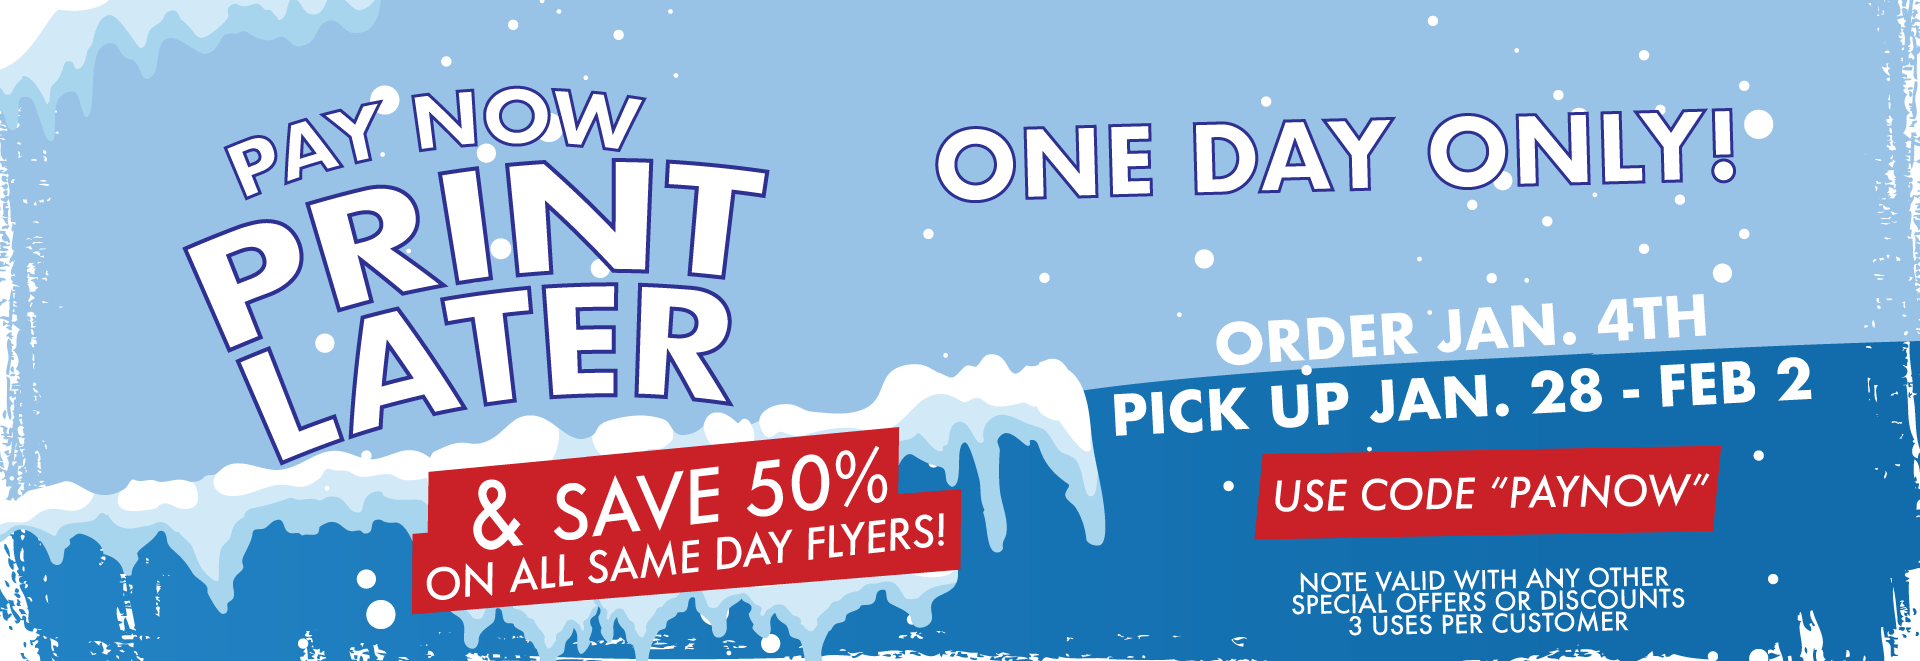 PAY NOW
PRINT
LATER
& SAVE 50%
ON ALL SAME DAY FLYERS!
ONE DAY ONLY!
ORDER JAN. 4TH
PICK UP JAN. 28 - FEB 2
USE CODE “PAYNOW”
NOTE VALID WITH ANY OTHER
SPECIAL OFFERS OR DISCOUNTS
3 USES PER CUSTOMER